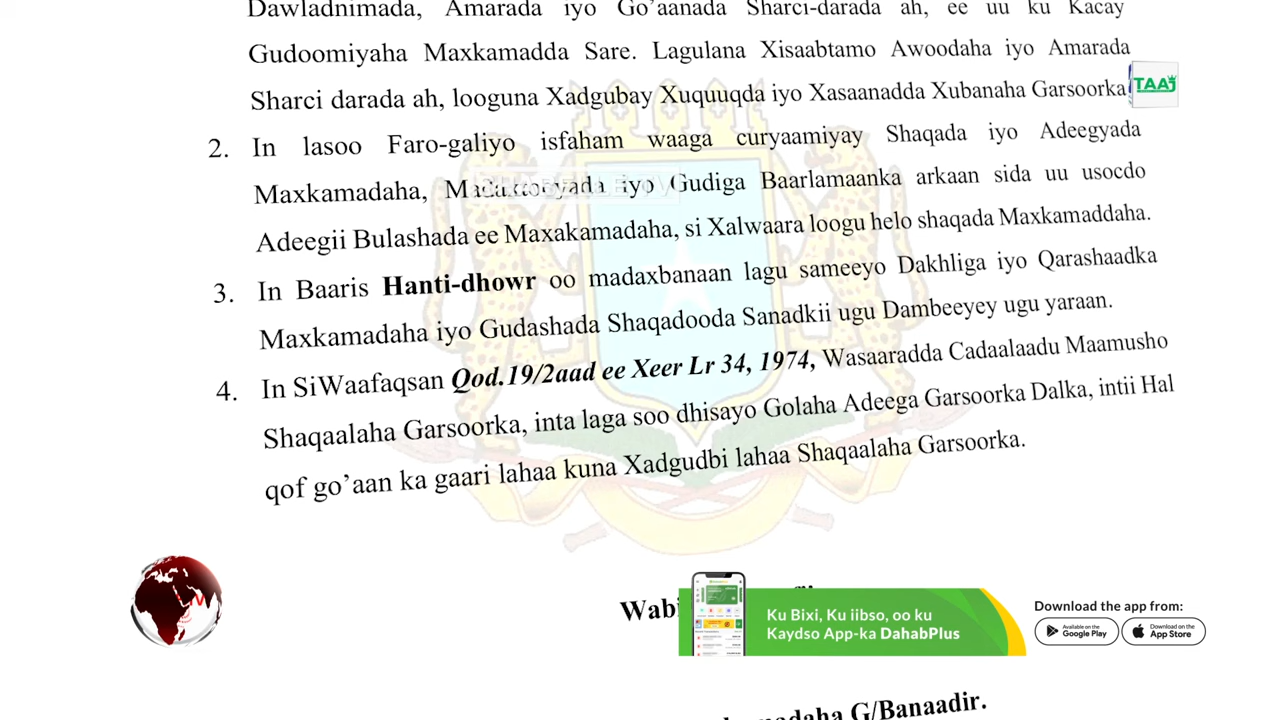 Dawladnimada, Amarada iyo Go’aanada Sharci-darada ah, ee uu ku Kacay
Gudoomiyaha Maxkamadda Sare. Lagulana Xisaabtamo Awoodaha iyo Amarada
Sharci darada ah, looguna Xadgubay Xuquuqda iyo Xasaanadda Xubanaha Garsoorka
TAAJ
2. In lasoo Faro-galiyo isfaham waaga curyaamiyay Shaqada iyo Adeegyada
Maxkamadaha, iyo Gudiga Baarlamaanka arkaan sida uu usocdo
Adeegii Bulashada ee Maxakamadaha, si Xalwaara loogu helo shaqada Maxkamaddaha.
3. In Baaris Hanti-dhowr oo madaxbanaan lagu sameeyo Dakhliga iyo Qarashaadka
Maxkamadaha iyo Gudashada Shaqadooda Sanadkii ugu Dambeeyey ugu yaraan.
4. In SiWaafaqsan Qod.19/2aad ee Xeer Lr 34, 1974, Wasaaradda Cadaalaadu Maamusho
Shaqaalaha Garsoorka, inta laga soo dhisayo Golaha Adeega Garsoorka Dalka, intii Hal
qof go’aan ka gaari lahaa kuna Xadgudbi lahaa Shaqaalaha Garsoorka.
Ku Bixi, Ku iibso, oo ku
Kaydso App-ka DahabPlus
Download the app from:
Available on the
Google Play
Download on the
App Store
G/Banaadir.